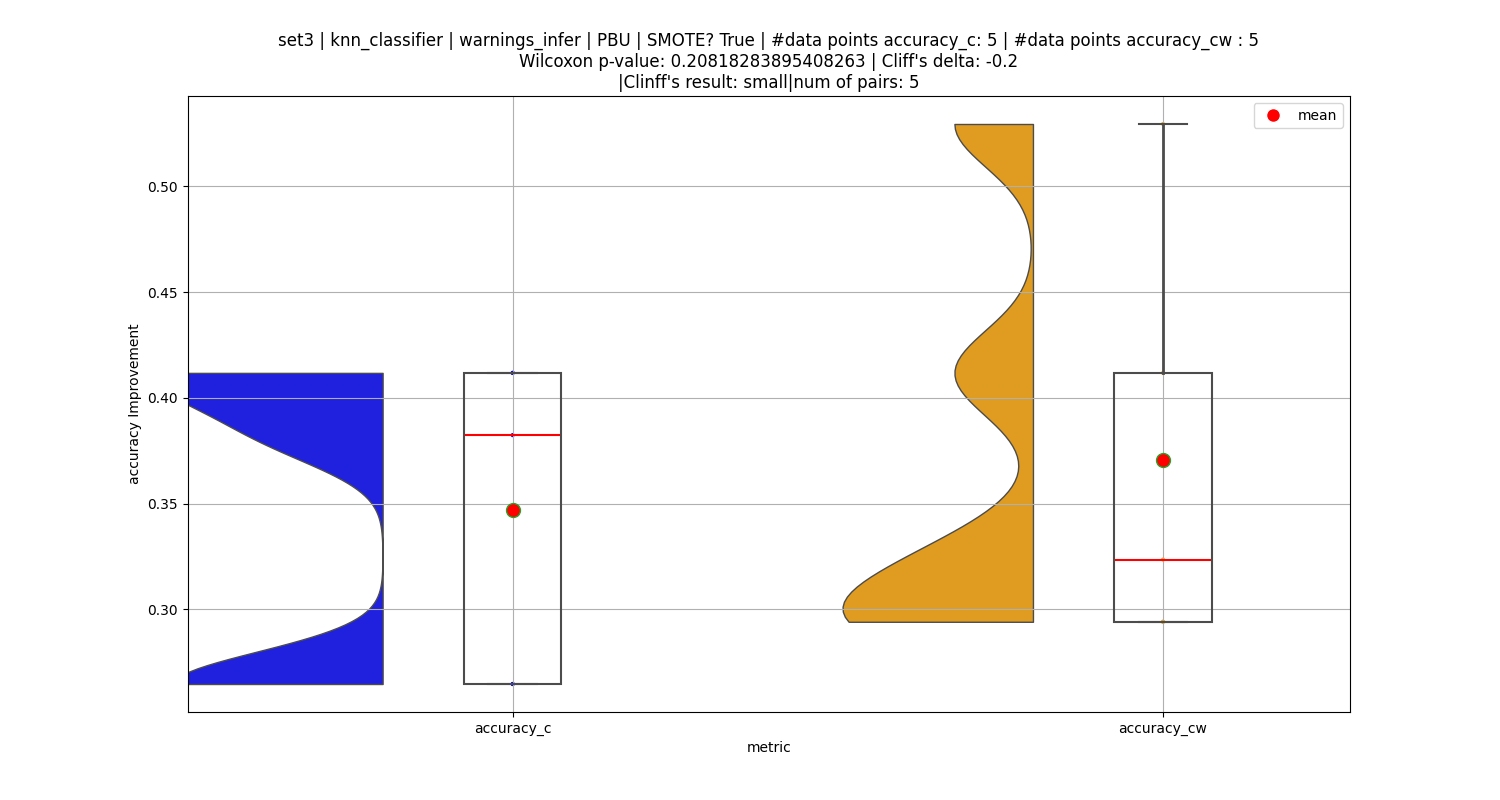 set3 | knn_classifier | warnings_infer | PBU | SMOTE? True | #data points accuracy_c: 5 | #data points accuracy_cw : 5
Wilcoxon p-value: 0.20818283895408263 | Cliff's delta: -0.2
|Clinff's result: small|num of pairs: 5
mean
0.50
0.45
0.40
0.35
0.30
accuracy Improvement
accuracy_c
accuracy_cw
metric